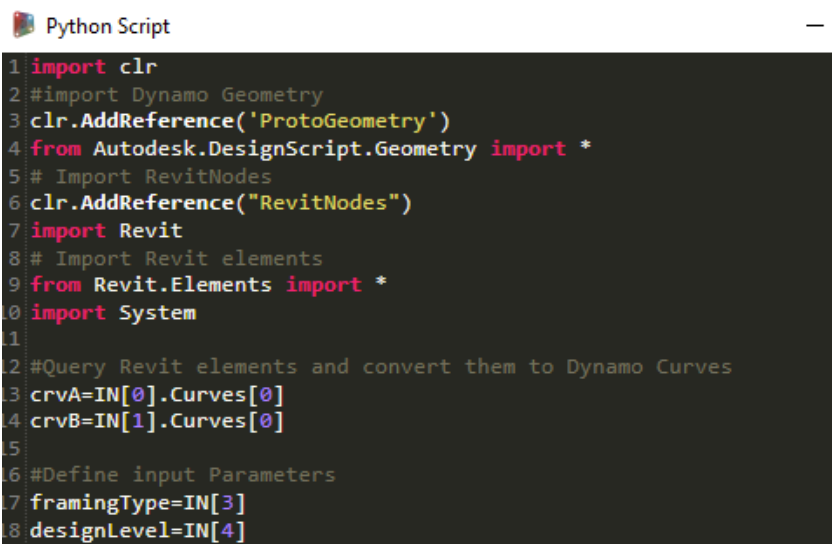 Python Script
1 import clr
2 #import Dynamo Geometry
3 clr.AddReference('ProtoGeometry')
4 from Autodesk.DesignScript.Geometry import *
5 # Import RevitNodes
6 clr.AddReference("RevitNodes")
7 import Revit
8 # Import Revit elements
9 from Revit.Elements import *
10 import System
11
12 #Query Revit elements and convert them to Dynamo Curves
13 crvA=IN[0].Curves[0]
14 crvB=IN[1].Curves[0]
15
16 #Define input Parameters
17 framingType=IN[3]
18 designLevel=IN[4]